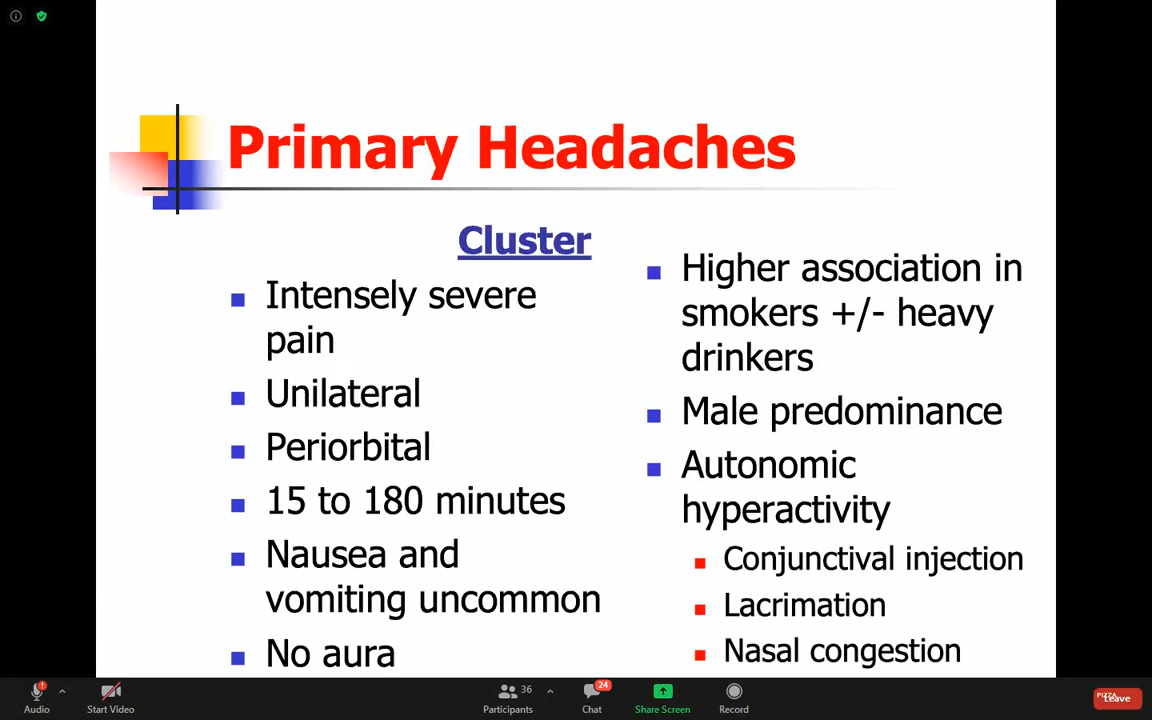 Primary Headaches
Cluster
Intensely severe
pain
Unilateral
Periorbital
15 to 180 minutes
Nausea and
vomiting uncommon
No aura
Higher association in
smokers +/- heavy
drinkers
Male predominance
Autonomic
hyperactivity
Conjunctival injection
Lacrimation
Nasal congestion
Audio
Start Video
36
Participants
24
Chat
Share Screen
Record
PIZZA
Leave